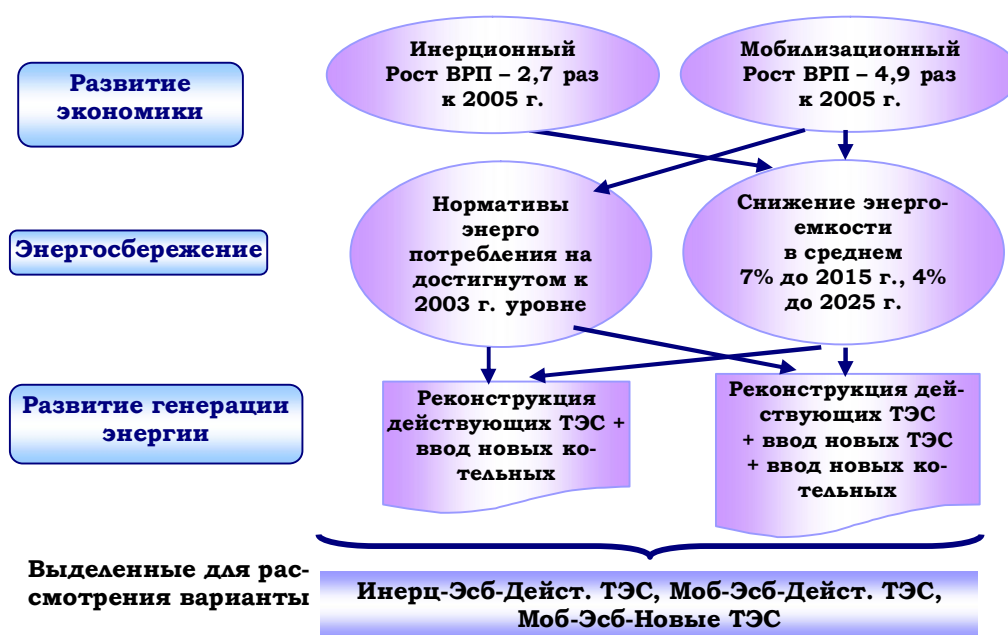 Инерционный
Рост ВРП – 2,7 раз
к 2005 г.
Мобилизационный
Рост ВРП – 4,9 раз
к 2005 г.
Развитие
экономики
Нормативы
энерго
потребления на
достигнутом к
2003 г. уровне
Снижение энерго-
емкости
в среднем
7% до 2015 г., 4%
до 2025 г.
Энергосбережение
Развитие генерации
энергии
Реконструкция
действующих ТЭС +
ввод новых ко-
тельных
Реконструкция дей-
ствующих ТЭС
+ ввод новых ТЭС
+ ввод новых ко-
тельных
Выделенные для рас-
смотрения варианты
Инерц-Эсб-Дейст. ТЭС, Моб-Эсб-Дейст. ТЭС,
Моб-Эсб-Новые ТЭС